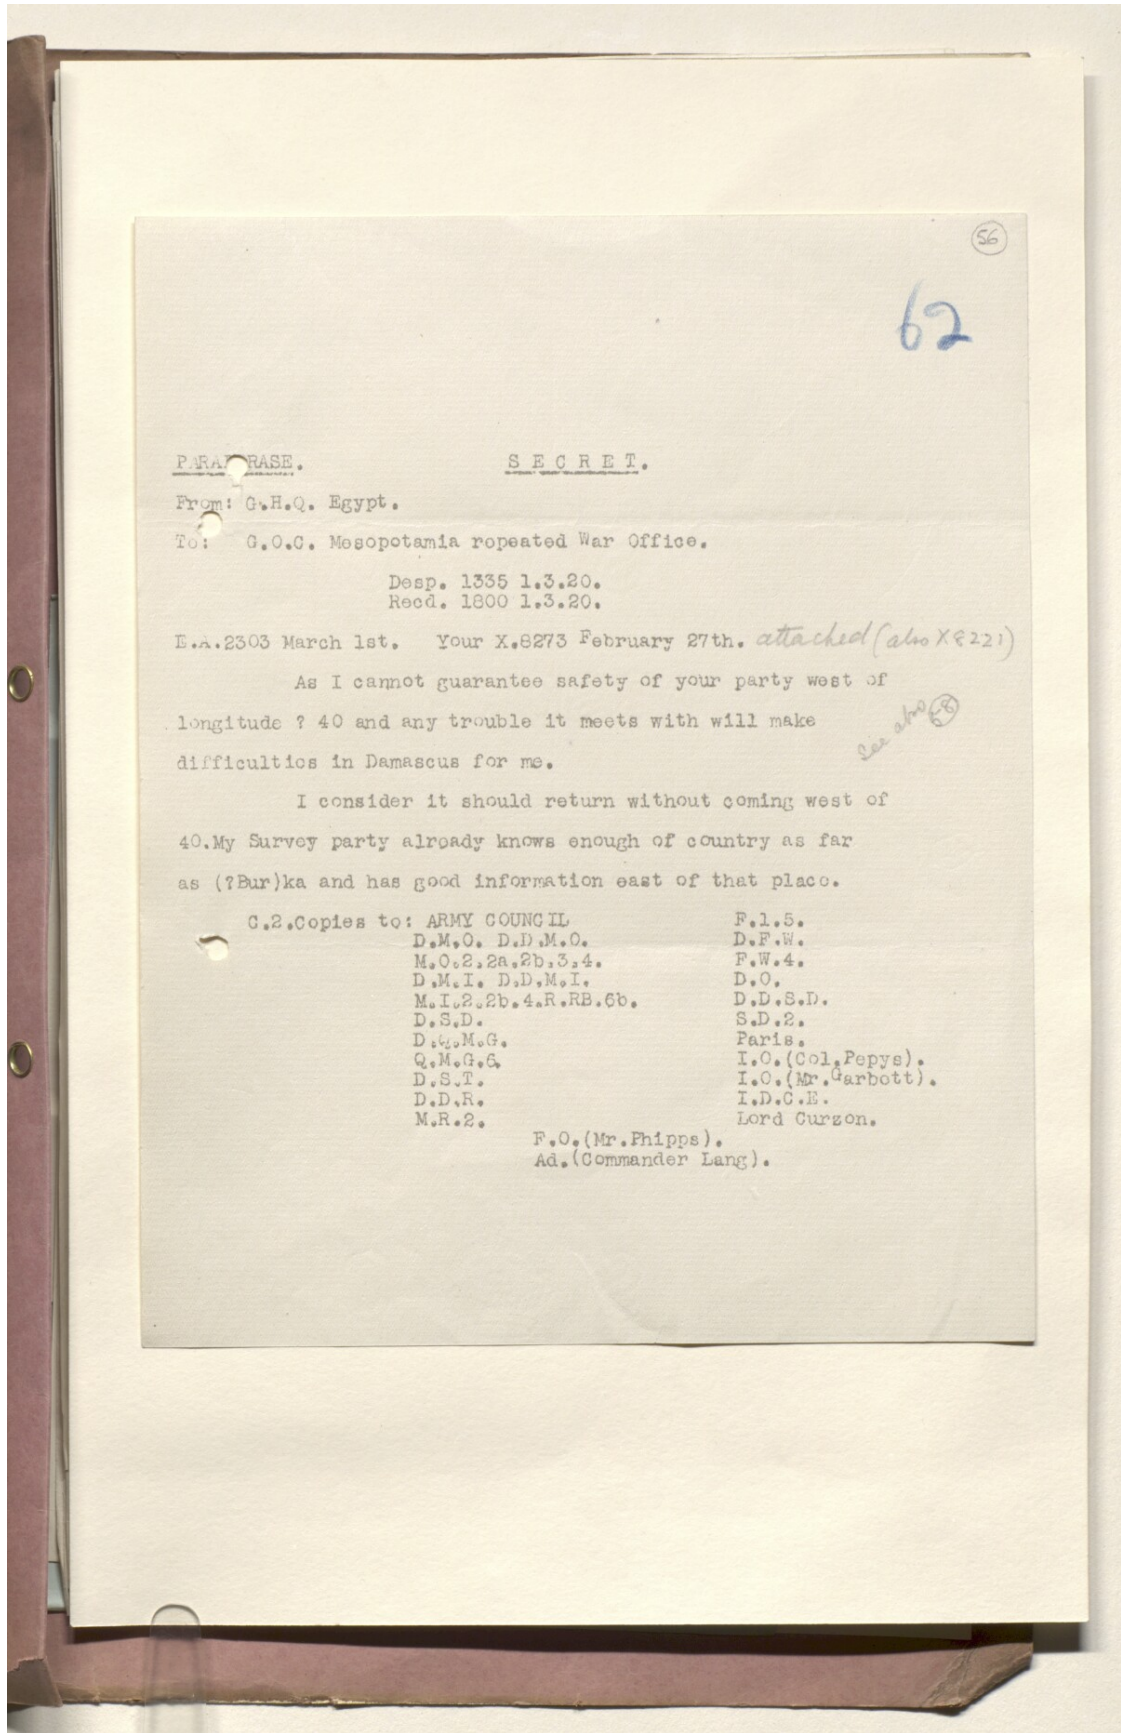 56
62
PARAPHRASE. SECRET.
From: G.H.Q. Egypt.
To: G.O.C. Mesopotamia ropeated War Office.
Desp. 1335 1.3.20.
Recd. 1800 1.3.20.
E.A.2303 March 1st. Your X.8273 February 27th. attached (also X8221)
As I cannot guarantee safety of your party west of
longitude ? 40 and any trouble it meets with will make
See also 68
difficultics in Damascus for me.
I consider it should return without coming west of
40.My Survey party alroady knows enough of country as far
as (?Bur)ka and has good information east of that place.
C.2.Copies to: ARMY COUNCIL F.1.5.
D.M.O. D.D.M.O. D.F.W.
M.O.2,2a,2b,3,4. F.W.4.
D.M.I. D.D.M.I. D.O.
M.I.2.2b.4.R.RB.6b. D.D.S.D.
D.S.D. S.D.2.
D.Q.M.G. Paris.
Q.M.G.6. I.O.(Col.Pepys).
D.S.T. I.O.(Mr.Garbott).
D.D.R. I.D.C.E.
M.R.2. Lord Curzon.
F.O.(Mr.Phipps).
Ad.(Commander Lang).